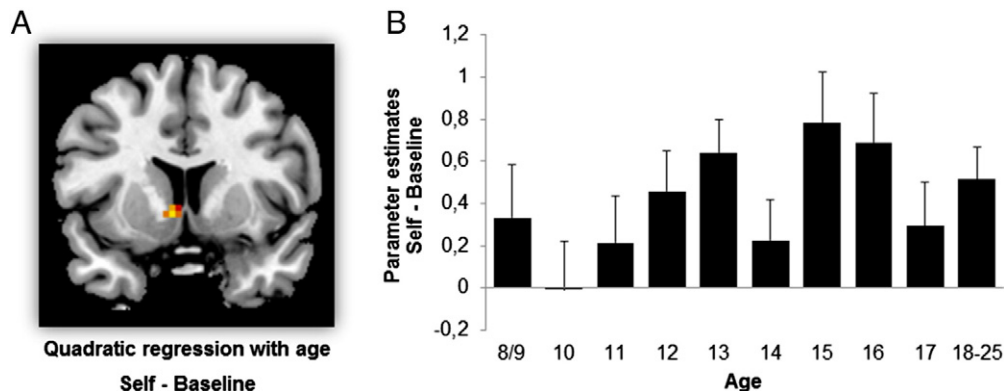 A
Quadratic regression with age
Self - Baseline
B
Parameter estimates
Self - Baseline
1,2
1
0,8
0,6
0,4
0,2
0
-0,2
8/9 10 11 12 13 14 15 16 17 18-25
Age